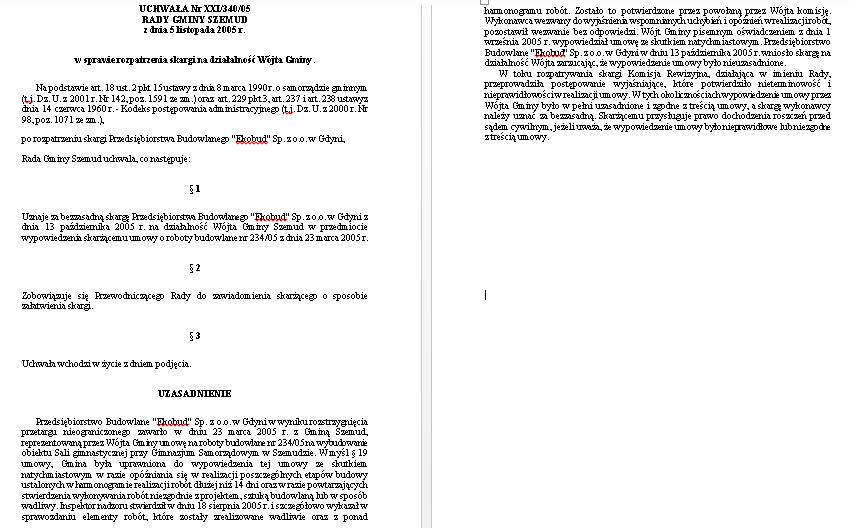 UCHWAŁA Nr XXI/340/05
RADY GMINY SZEMUD
z dnia 5 listopada 2005 r.
w sprawie rozpatrzenia skargi na działalność Wójta Gminy .
Na podstawie art. 18 ust. 2 pkt 15 ustawy z dnia 8 marca 1990 r. o samorządzie gminnym
(t.j. Dz. U. z 2001 r. Nr 142, poz. 1591 ze zm.) oraz art. 229 pkt 3, art. 237 i art. 238 ustawy z
dnia 14 czerwca 1960 r. - Kodeks postępowania administracyjnego (t.j. Dz. U. z 2000 r. Nr
98, poz. 1071 ze zm.),
po rozpatrzeniu skargi Przedsiębiorstwa Budowlanego "Ekobud" Sp. z o.o. w Gdyni,
Rada Gminy Szemud uchwala, co następuje:
§ 1
Uznaje za bezzasadną skargę Przedsiębiorstwa Budowlanego "Ekobud" Sp. z o.o. w Gdyni z
dnia 13 października 2005 r. na działalność Wójta Gminy Szemud w przedmiocie
wypowiedzenia skarżącemu umowy o roboty budowlane nr 234/05 z dnia 23 marca 2005 r.
§ 2
Zobowiązuje się Przewodniczącego Rady do zawiadomienia skarżącego o sposobie
załatwienia skargi.
§ 3
Uchwała wchodzi w życie z dniem podjęcia.
UZASADNIENIE
Przedsiębiorstwo Budowlane "Ekobud" Sp. z o.o. w Gdyni w wyniku rozstrzygnięcia
przetargu nieograniczonego zawarło w dniu 23 marca 2005 r. z Gminą Szemud,
reprezentowaną przez Wójta Gminy umowę na roboty budowlane nr 234/05 na wybudowanie
obiektu Sali gimnastycznej przy Gimnazjum Samorządowym w Szemudzie. W myśl § 19
umowy, Gmina była uprawniona do wypowiedzenia tej umowy ze skutkiem
natychmiastowym w razie opóźniania się w realizacji poszczególnych etapów budowy
ustalonych w harmonogramie realizacji robót dłużej niż 14 dni oraz w razie powtarzających
stwierdzenia wykonywania robót niezgodnie z projektem, sztuką budowlaną lub w sposób
wadliwy. Inspektor nadzoru stwierdził w dniu 18 sierpnia 2005 r. i szczegółowo wykazał w
sprawozdaniu elementy robót, które zostały zrealizowane wadliwie oraz z ponad
harmonogramu robót. Zostało to potwierdzone przez powołaną przez Wójta komisję.
Wykonawca wezwany do wyjaśnienia wspomnianych uchybień i opóźnień w realizacji robót,
pozostawił wezwanie bez odpowiedzi. Wójt Gminy pisemnym oświadczeniem z dnia 1
września 2005 r. wypowiedział umowę ze skutkiem natychmiastowym. Przedsiębiorstwo
Budowlane "Ekobud" Sp. z o.o. w Gdyni w dniu 13 października 2005 r. wniosło skargę na
działalność Wójta zarzucając, że wypowiedzenie umowy było nieuzasadnione.
W toku rozpatrywania skargi Komisja Rewizyjna, działająca w imieniu Rady,
przeprowadziła postępowanie wyjaśniające, które potwierdziło nieterminowość i
nieprawidłowości w realizacji umowy. W tych okolicznościach wypowiedzenie umowy przez
Wójta Gminy było w pełni uzasadnione i zgodne z treścią umowy, a skargę wykonawcy
należy uznać za bezzasadną. Skarżącemu przysługuje prawo dochodzenia roszczeń przed
sądem cywilnym, jeżeli uważa, że wypowiedzenie umowy było nieprawidłowe lub niezgodne
z treścią umowy.